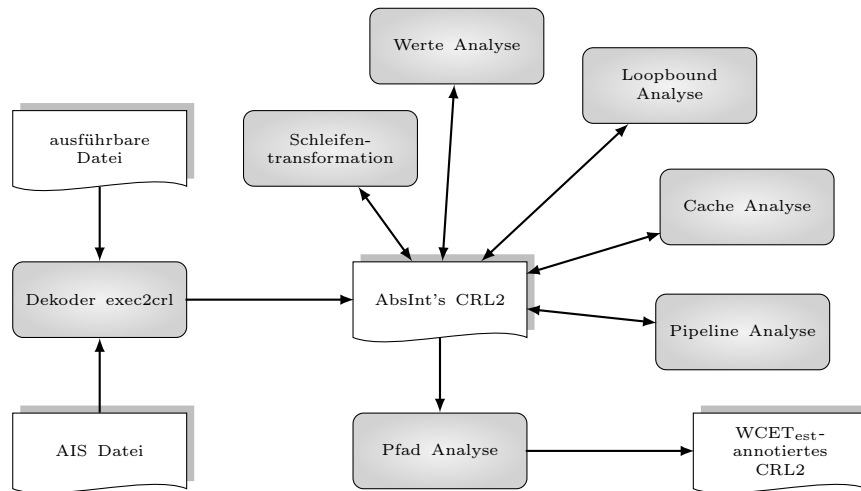 Werte Analyse
Loopbound
Analyse
ausführbare
Datei
Schleifen-
transformation
Cache Analyse
Dekoder exec2crl
AbsInt's CRL2
Pipeline Analyse
AIS Datei
Pfad Analyse
WCETest-
annotiertes
CRL2